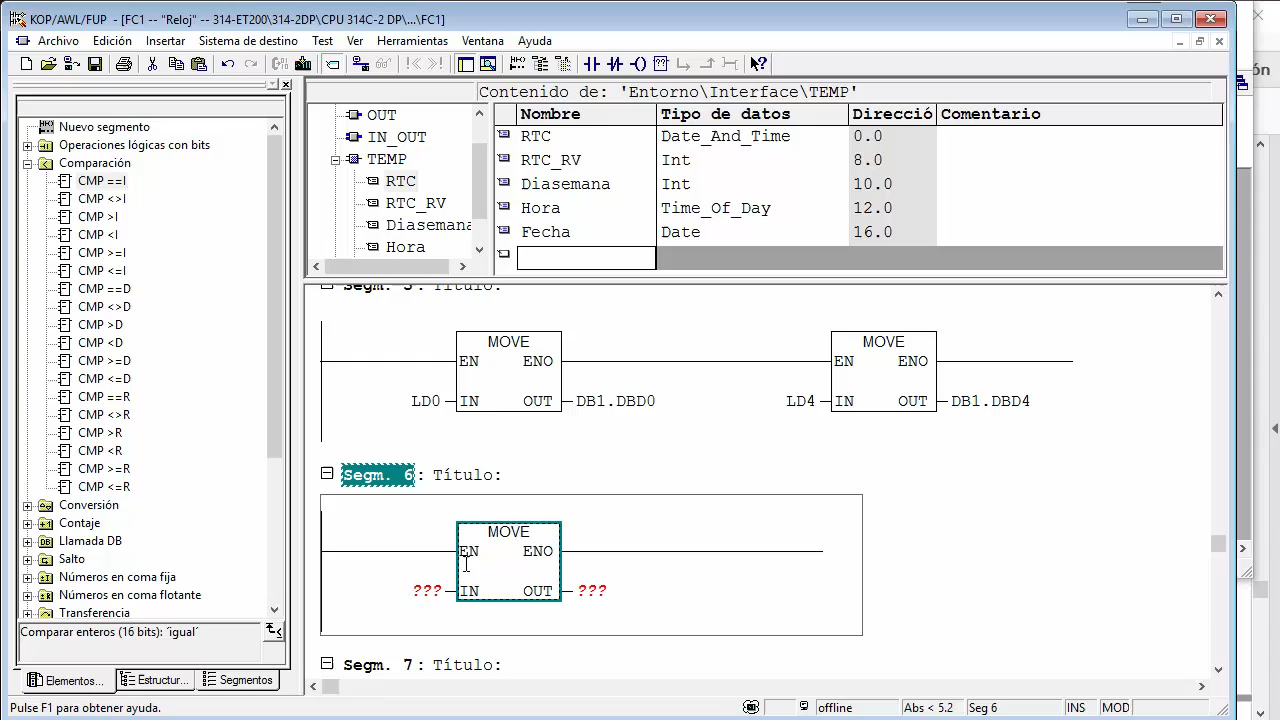 KOP/AWL/FUP - [FC1 -- "Reloj" -- 314-ET200\314-2DP\CPU 314C-2 DP\...\FC1]
Archivo Edición Insertar Sistema de destino Test Ver Herramientas Ventana Ayuda
Nuevo segmento
Operaciones lógicas con bits
Comparación
CMP ==I
CMP <>I
CMP >I
CMP <I
CMP >=I
CMP <=I
CMP ==D
CMP <>D
CMP >D
CMP <D
CMP >=D
CMP <=D
CMP ==R
CMP <>R
CMP >R
CMP <R
CMP >=R
CMP <=R
Conversión
Contaje
Llamada DB
Salto
Números en coma fija
Números en coma flotante
Transferencia
Comparar enteros (16 bits): 'igual'
Elementos... Estructur... Segmentos
Contenido de: 'Entorno\Interface\TEMP'
OUT
IN_OUT
TEMP
RTC
RTC_RV
Diasemana
Hora
Nombre Tipo de datos Direcció Comentario
RTC Date_And_Time 0.0
RTC_RV Int 8.0
Diasemana Int 10.0
Hora Time_Of_Day 12.0
Fecha Date 16.0
Segm. 5: Título:
MOVE MOVE
EN ENO EN ENO
LD0 IN OUT DB1.DBD0 LD4 IN OUT DB1.DBD4
Segm. 6: Título:
MOVE
EN ENO
??? IN OUT ???
Segm. 7: Título:
Pulse F1 para obtener ayuda. offline Abs < 5.2 Seg 6 INS MOD
ón